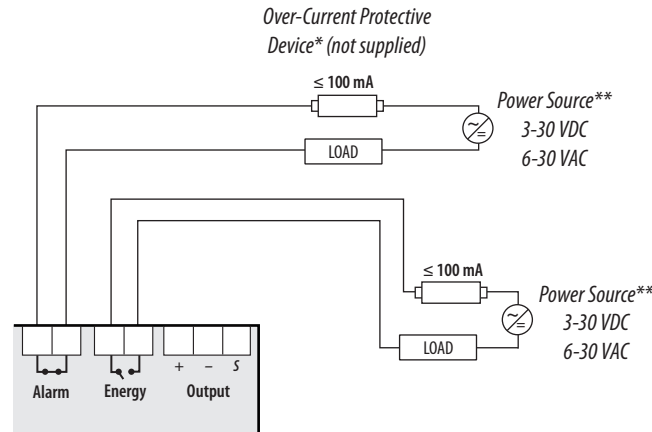 Over-Current Protective
Device* (not supplied)
≤ 100 mA
Power Source**
3-30 VDC
6-30 VAC
LOAD
≤ 100 mA
Power Source**
3-30 VDC
6-30 VAC
LOAD
+ – S
Alarm Energy Output